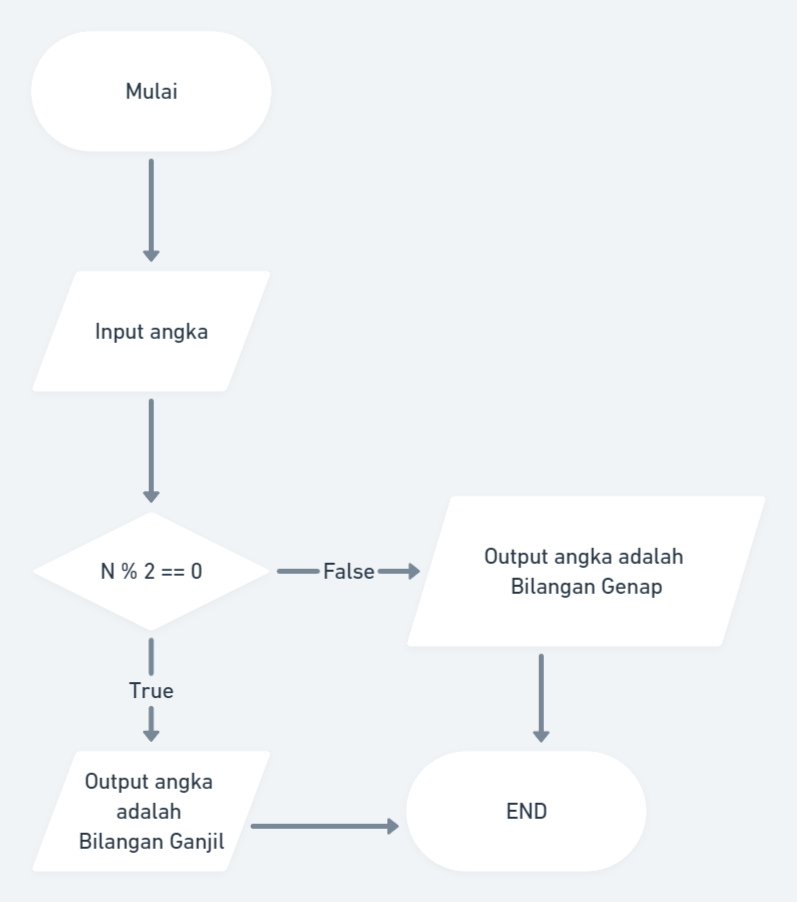 Mulai
Input angka
N % 2 == 0
False
Output angka adalah
Bilangan Genap
True
Output angka
adalah
Bilangan Ganjil
END